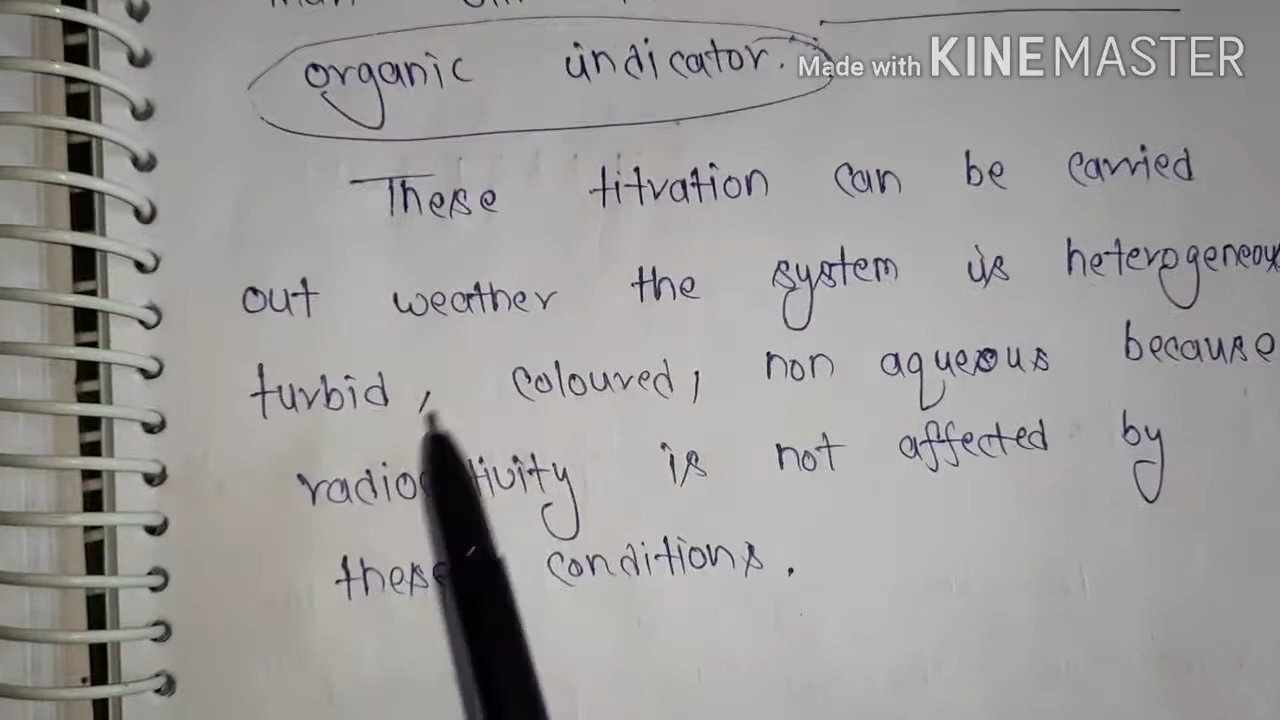 organic indicator.
Made with KINEMASTER
These titration can be carried
out weather the system is heterogeneous
turbid, coloured, non aqueous because
is not affected by
these conditions.